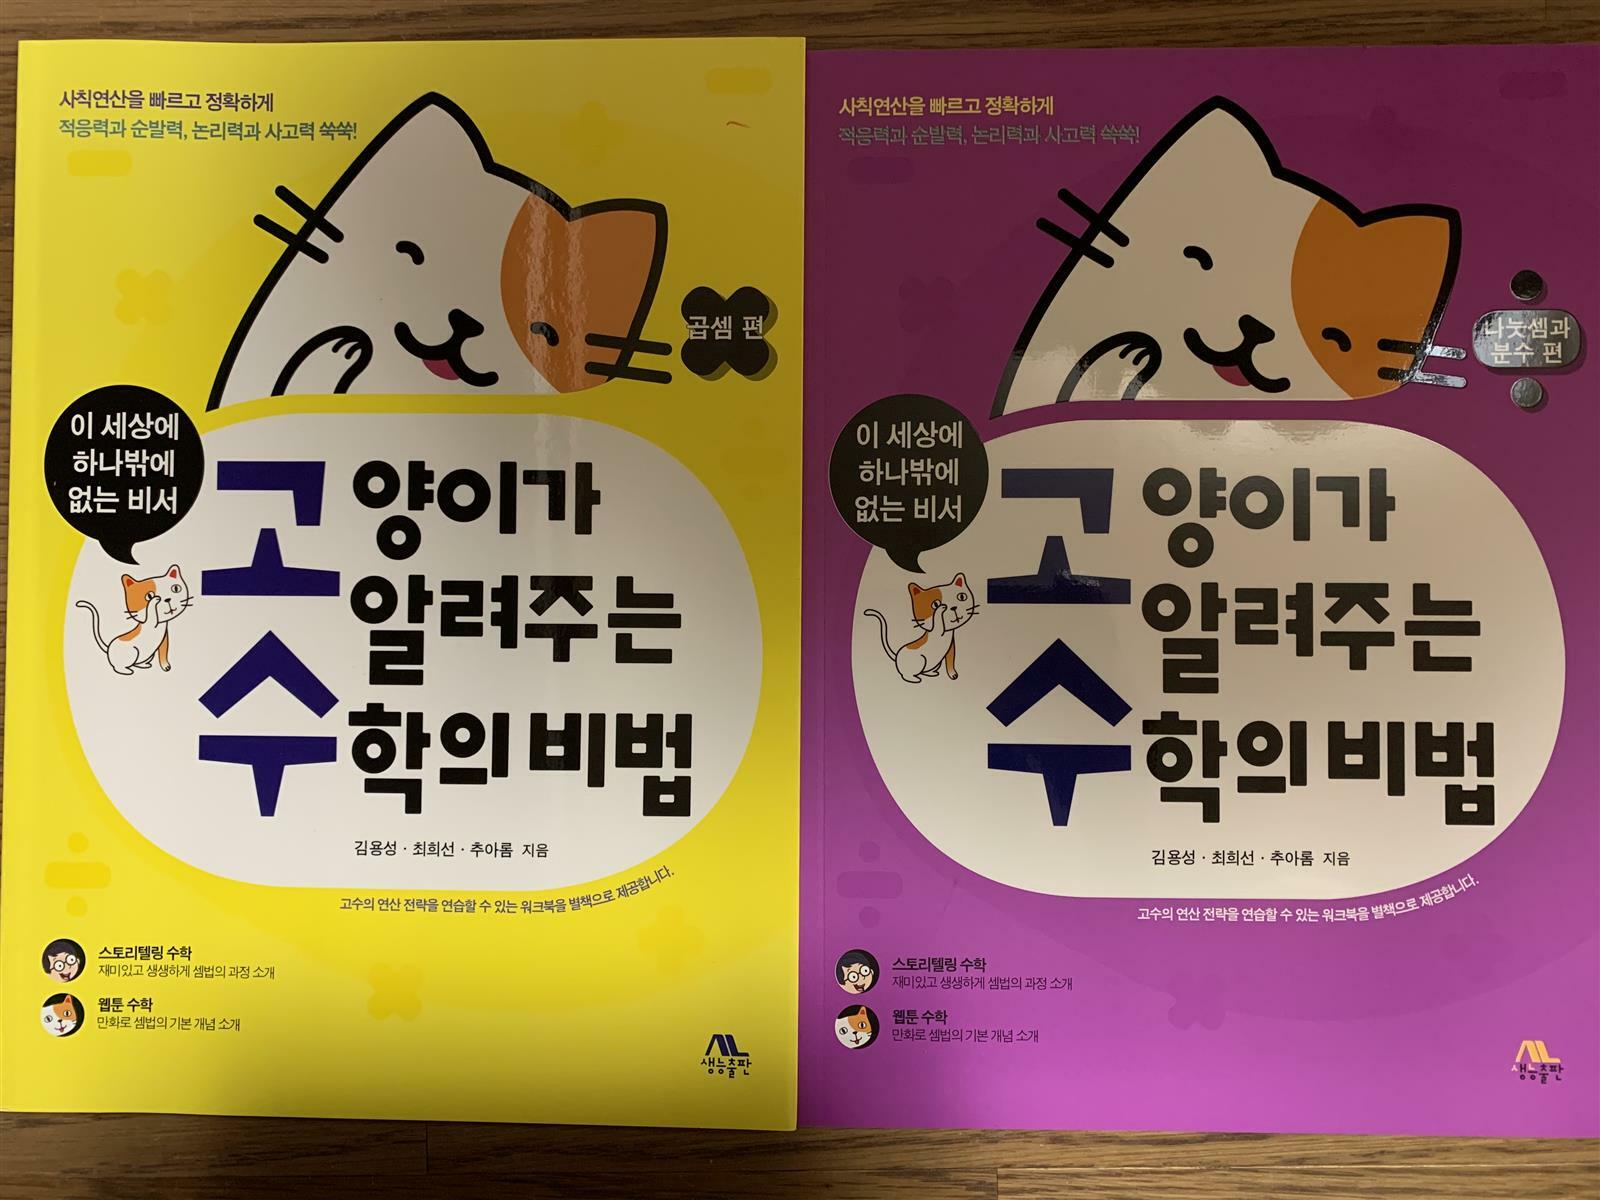 사칙연산을 빠르고 정확하게
적응력과 순발력, 논리력과 사고력 쑥쑥!
곱셈 편
이 세상에
하나밖에
없는 비서
고양이가
알려주는
수학의 비법
김용성 · 최희선 · 추아롬 지음
고수의 연산 전략을 연습할 수 있는 워크북을 별책으로 제공합니다.
스토리텔링 수학
재미있고 생생하게 셈법의 과정 소개
웹툰 수학
만화로 셈법의 기본 개념 소개
생능출판
사칙연산을 빠르고 정확하게
적응력과 순발력, 논리력과 사고력 쑥쑥!
나눗셈과
분수 편
이 세상에
하나밖에
없는 비서
고양이가
알려주는
수학의 비법
김용성 · 최희선 · 추아롬 지음
고수의 연산 전략을 연습할 수 있는 워크북을 별책으로 제공합니다.
스토리텔링 수학
재미있고 생생하게 셈법의 과정 소개
웹툰 수학
만화로 셈법의 기본 개념 소개
생능출판